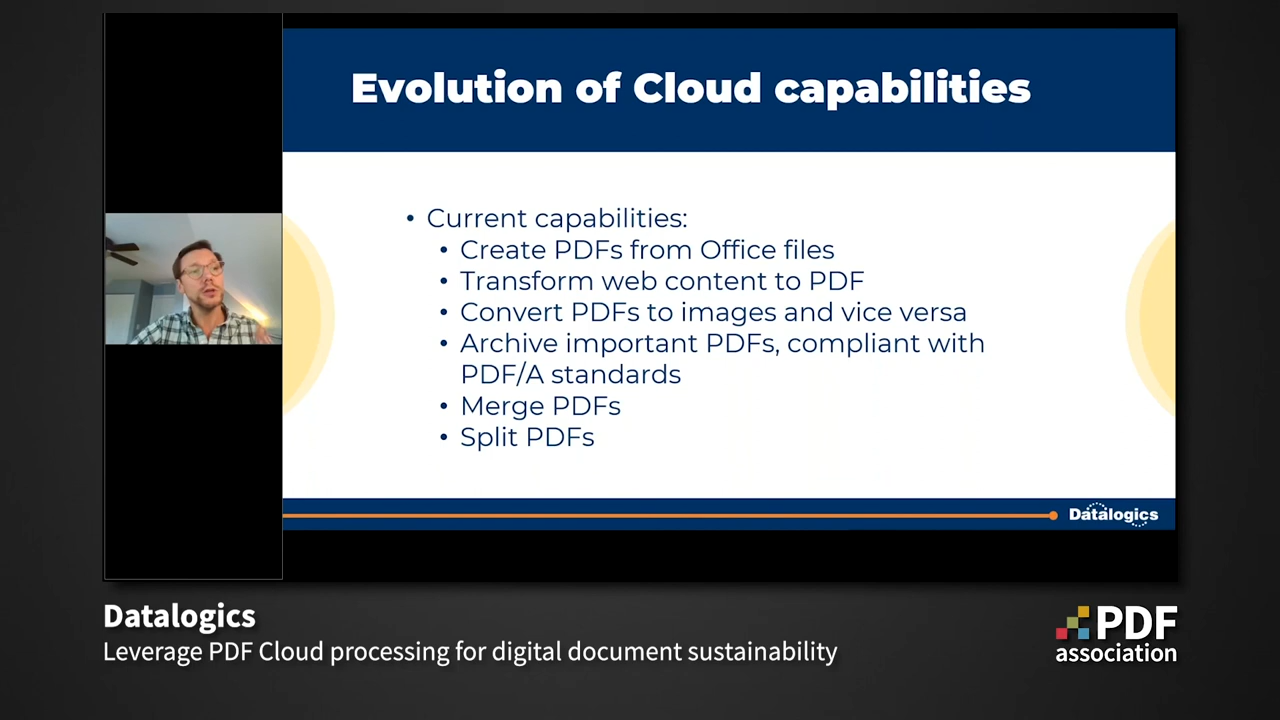 Evolution of Cloud capabilities
• Current capabilities:
• Create PDFs from Office files
• Transform web content to PDF
• Convert PDFs to images and vice versa
• Archive important PDFs, compliant with
PDF/A standards
• Merge PDFs
• Split PDFs
Datalogics
Datalogics
Leverage PDF Cloud processing for digital document sustainability
PDF
association